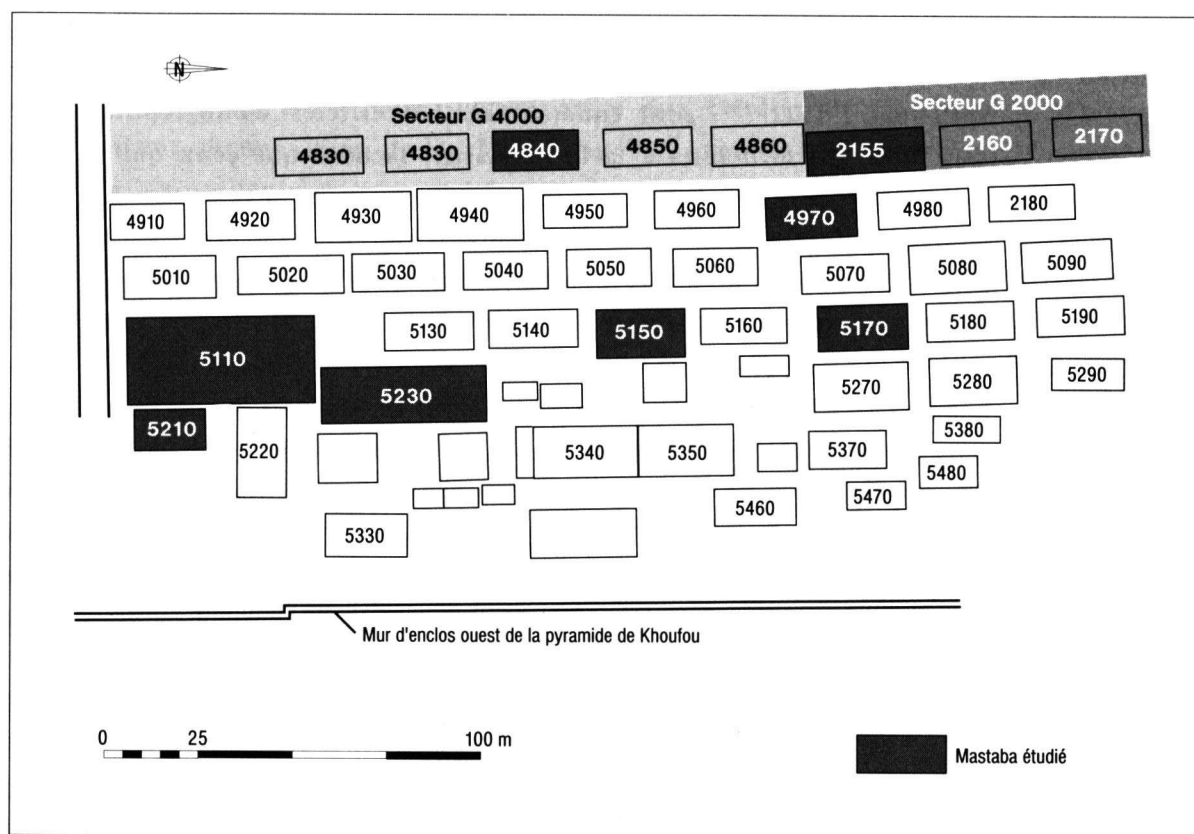 N
Secteur G 4000
Secteur G 2000
4830 4830 4840 4850 4860 2155 2160 2170
4910 4920 4930 4940 4950 4960 4970 4980 2180
5010 5020 5030 5040 5050 5060 5070 5080 5090
5110 5130 5140 5150 5160 5170 5180 5190
5230 5270 5280 5290
5210 5220 5340 5350 5370 5380
5460 5470 5480
5330
Mur d'enclos ouest de la pyramide de Khoufou
0 25 100 m
Mastaba étudié